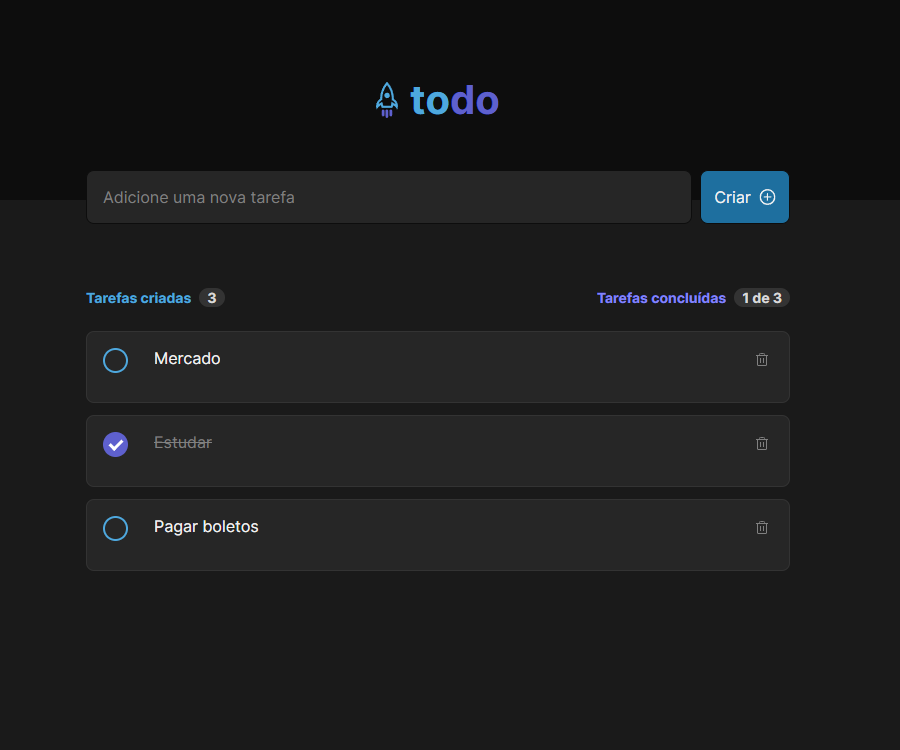 todo
Adicione uma nova tarefa
Criar
Tarefas criadas 3
Tarefas concluídas 1 de 3
Mercado
Estudar
Pagar boletos